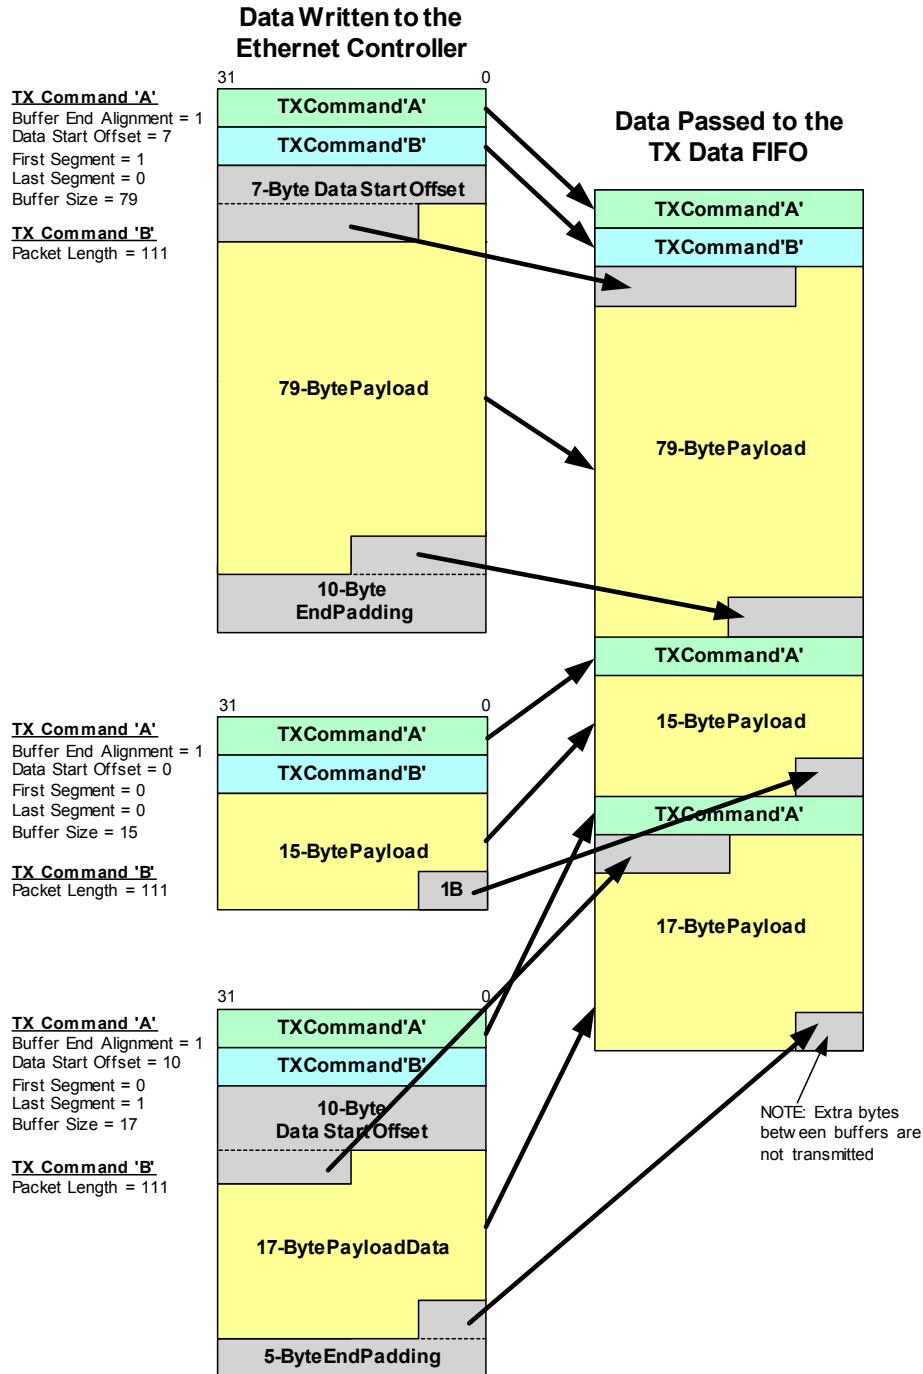 Data Written to the
Ethernet Controller
31 0
TX Command 'A'
Buffer End Alignment = 1
Data Start Offset = 7
First Segment = 1
Last Segment = 0
Buffer Size = 79
TX Command 'B'
Packet Length = 111
TXCommand'A'
TXCommand'B'
7-Byte Data Start Offset
79-BytePayload
10-Byte
EndPadding
Data Passed to the
TX Data FIFO
TXCommand'A'
TXCommand'B'
79-BytePayload
TXCommand'A'
15-BytePayload
TXCommand'A'
17-BytePayload
NOTE: Extra bytes
between buffers are
not transmitted
31 0
TX Command 'A'
Buffer End Alignment = 1
Data Start Offset = 0
First Segment = 0
Last Segment = 0
Buffer Size = 15
TX Command 'B'
Packet Length = 111
TXCommand'A'
TXCommand'B'
15-BytePayload
1B
31 0
TX Command 'A'
Buffer End Alignment = 1
Data Start Offset = 10
First Segment = 0
Last Segment = 1
Buffer Size = 17
TX Command 'B'
Packet Length = 111
TXCommand'A'
TXCommand'B'
10-Byte
Data StartOffset
17-BytePayloadData
5-ByteEndPadding